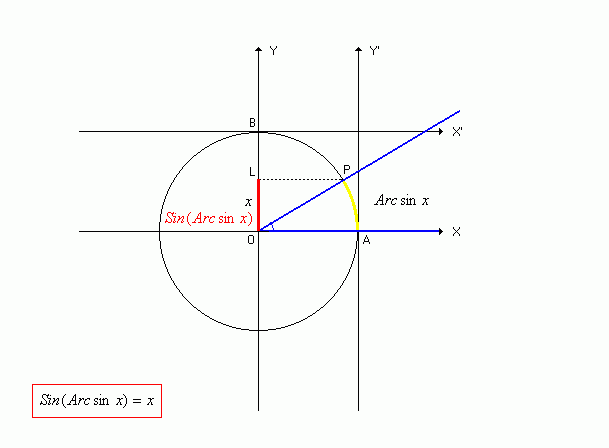 Y
Y'
B
X'
L
P
x
Arc sin x
Sin(Arc sin x)
O
A
X
Sin(Arc sin x) = x